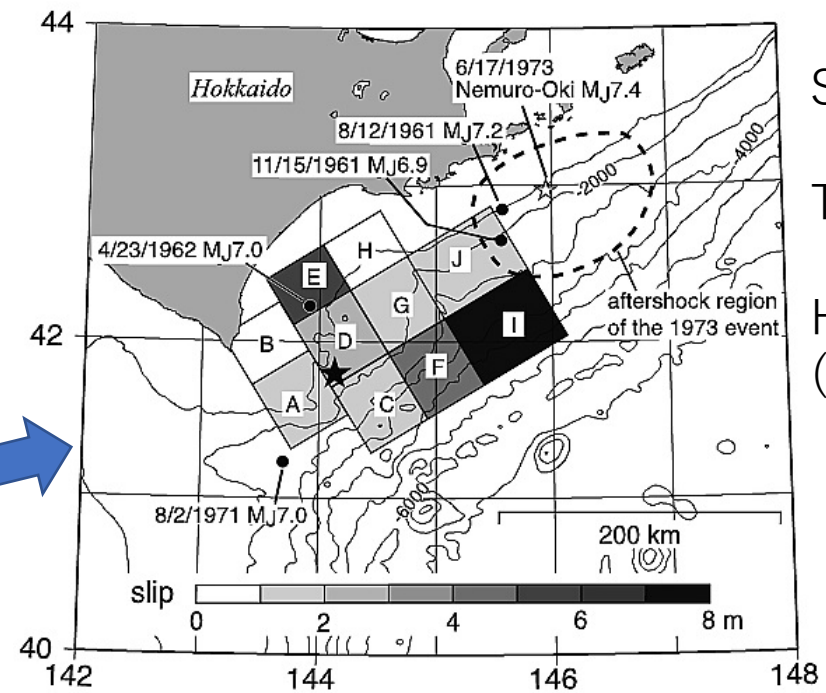 44
Hokkaido
6/17/1973
Nemuro-Oki MJ7.4
8/12/1961 MJ7.2
11/15/1961 MJ6.9
S
-4000
-2000
T
4/23/1962 MJ7.0
H
E
J
G
aftershock region
of the 1973 event
H
(
42
B
D
I
F
A
C
8/2/1971 MJ7.0
-6000
200 km
slip
0
2
4
6
8 m
40
142
144
146
148